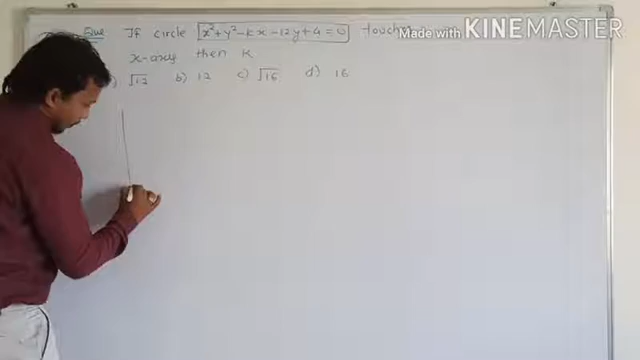 Que If circle x²+y²-kx-12y+4=0 touches
x-axis then K
) √12 b) 12 c) √16 d) 16
Made with KINEMASTER